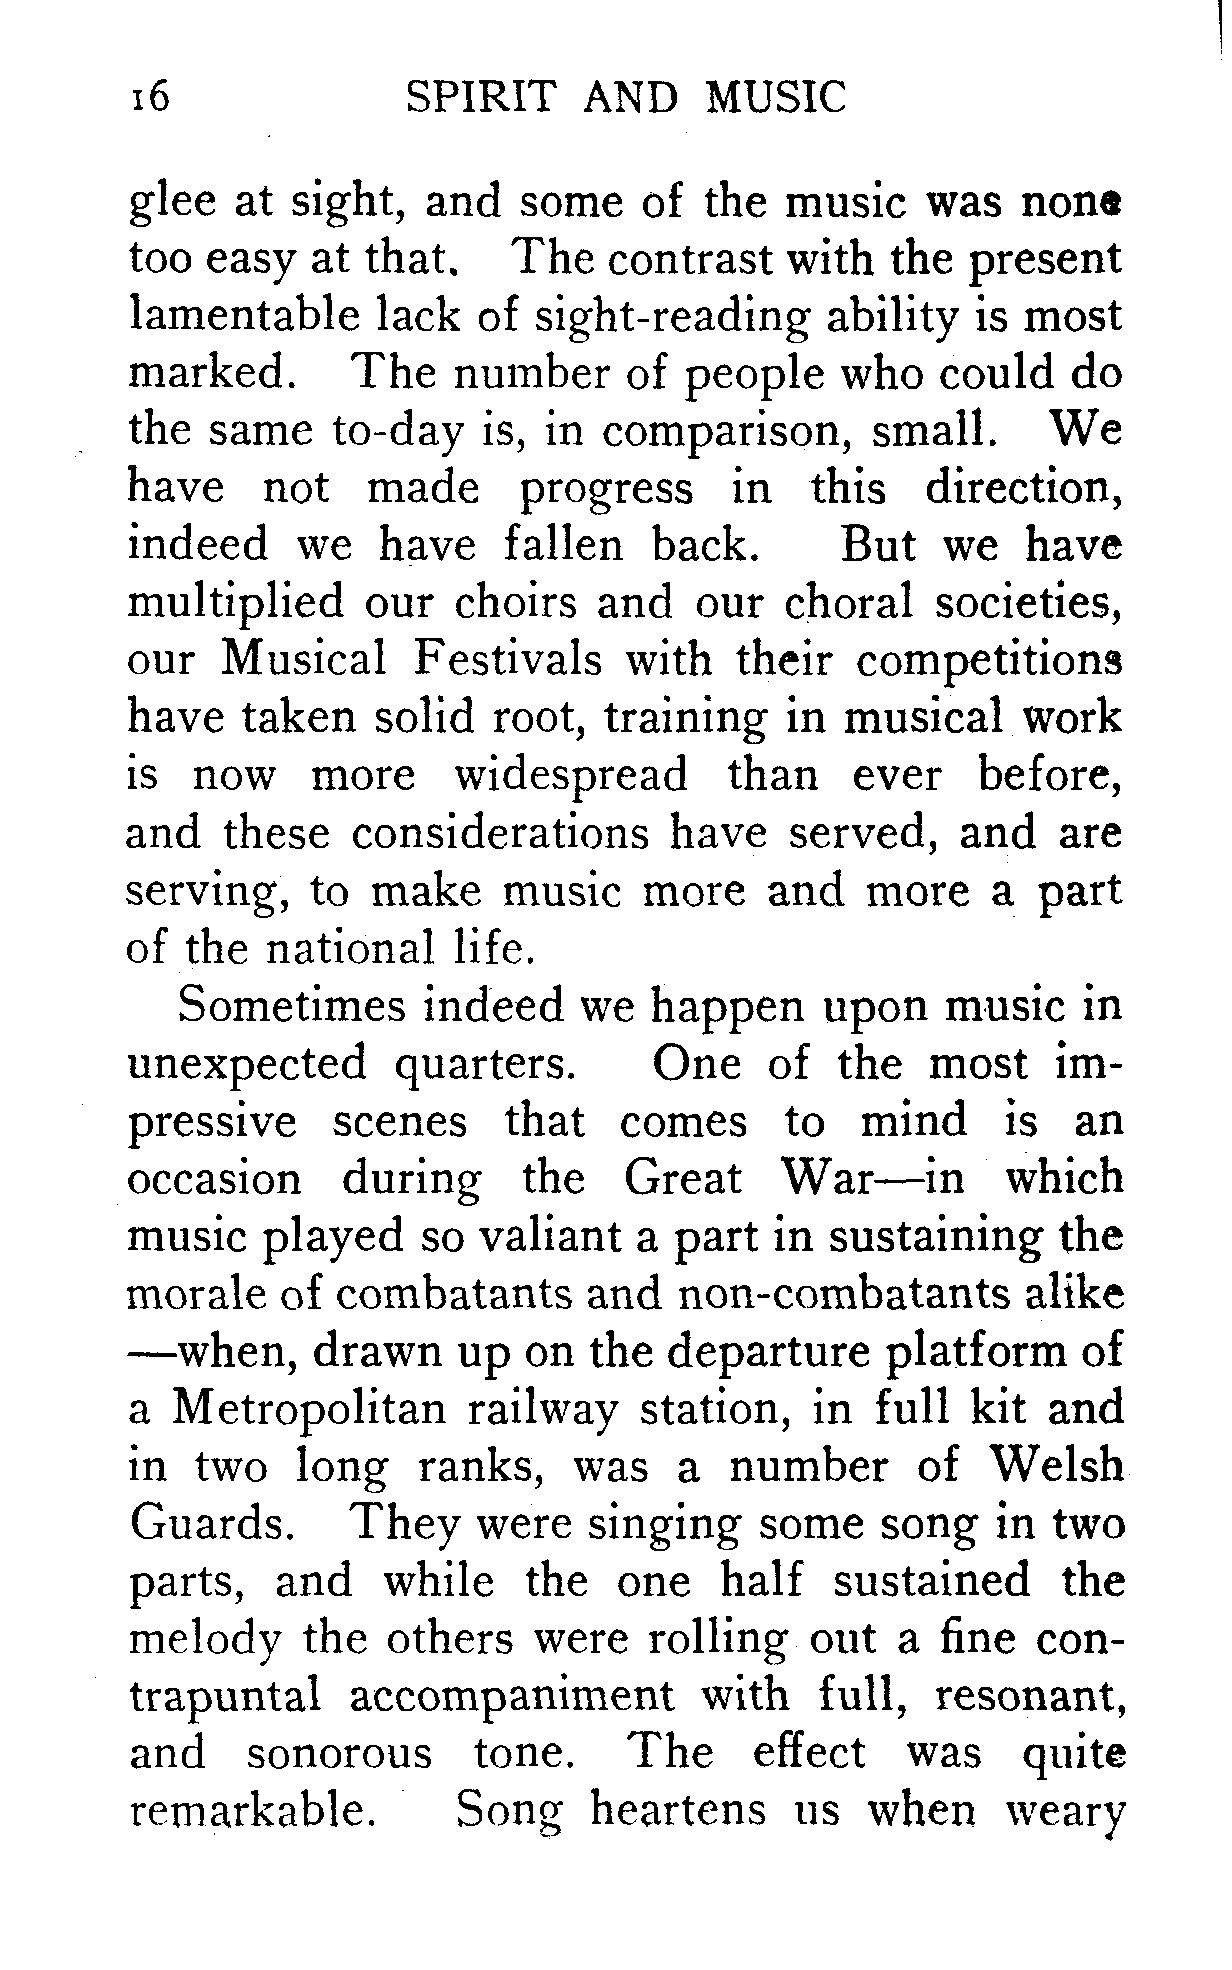 16 SPIRIT AND MUSIC
glee at sight, and some of the music was none
too easy at that. The contrast with the present
lamentable lack of sight-reading ability is most
marked. The number of people who could do
the same to-day is, in comparison, small. We
have not made progress in this direction,
indeed we have fallen back. But we have
multiplied our choirs and our choral societies,
our Musical Festivals with their competitions
have taken solid root, training in musical work
is now more widespread than ever before,
and these considerations have served, and are
serving, to make music more and more a part
of the national life.
Sometimes indeed we happen upon music in
unexpected quarters. One of the most im-
pressive scenes that comes to mind is an
occasion during the Great War—in which
music played so valiant a part in sustaining the
morale of combatants and non-combatants alike
—when, drawn up on the departure platform of
a Metropolitan railway station, in full kit and
in two long ranks, was a number of Welsh
Guards. They were singing some song in two
parts, and while the one half sustained the
melody the others were rolling out a fine con-
trapuntal accompaniment with full, resonant,
and sonorous tone. The effect was quite
remarkable. Song heartens us when weary